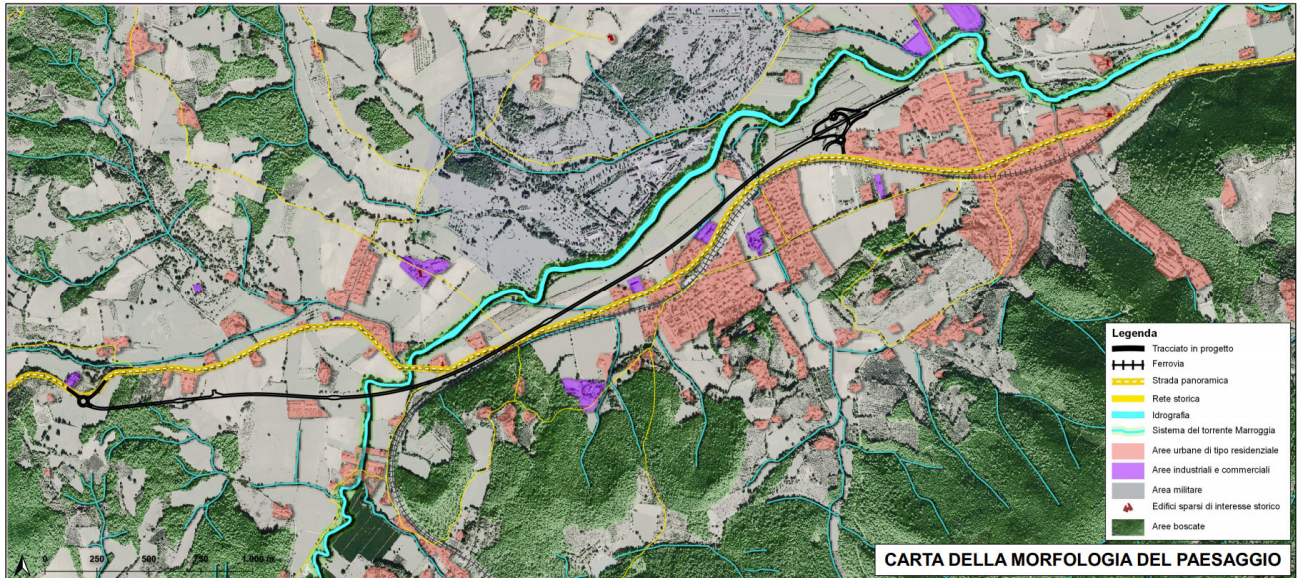 Legenda
Tracciato in progetto
Ferrovia
Strada panoramica
Rete storica
Idrografia
Sistema del torrente Marroggia
Aree urbane di tipo residenziale
Aree industriali e commerciali
Area militare
Edifici sparsi di interesse storico
Aree boscate
0 250 500 750 1.000 m
CARTA DELLA MORFOLOGIA DEL PAESAGGIO